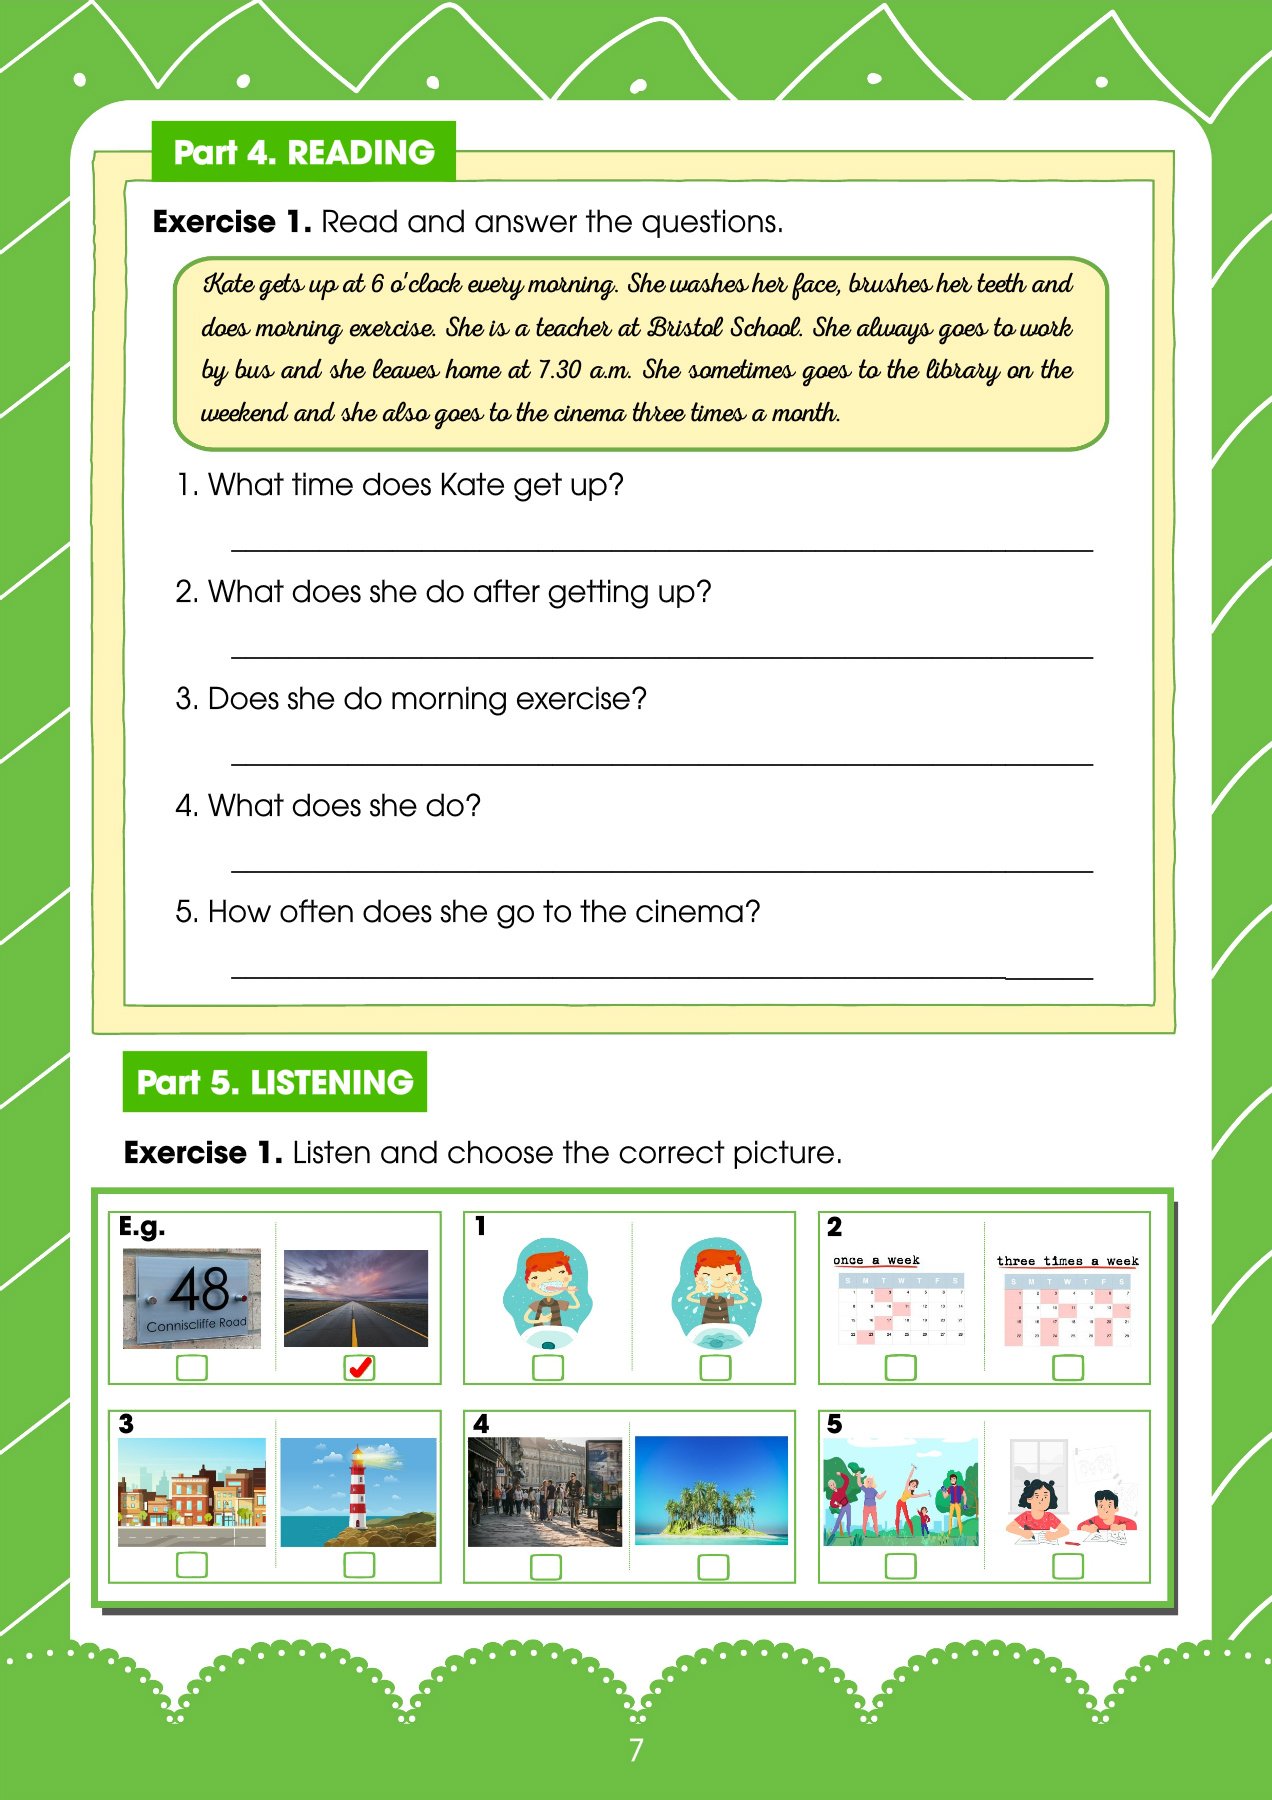 Part 4. READING
Exercise 1. Read and answer the questions.
Kate gets up at 6 o'clock every morning. She washes her face, brushes her teeth and
does morning exercise. She is a teacher at Bristol School. She always goes to work
by bus and she leaves home at 7.30 a.m. She sometimes goes to the library on the
weekend and she also goes to the cinema three times a month.
1. What time does Kate get up?
2. What does she do after getting up?
3. Does she do morning exercise?
4. What does she do?
5. How often does she go to the cinema?
Part 5. LISTENING
Exercise 1. Listen and choose the correct picture.
E.g.
48
Conniscliffe Road
1
2
once a week
S M T W T F S
three times a week
S M T W T F S
3
4
5
7